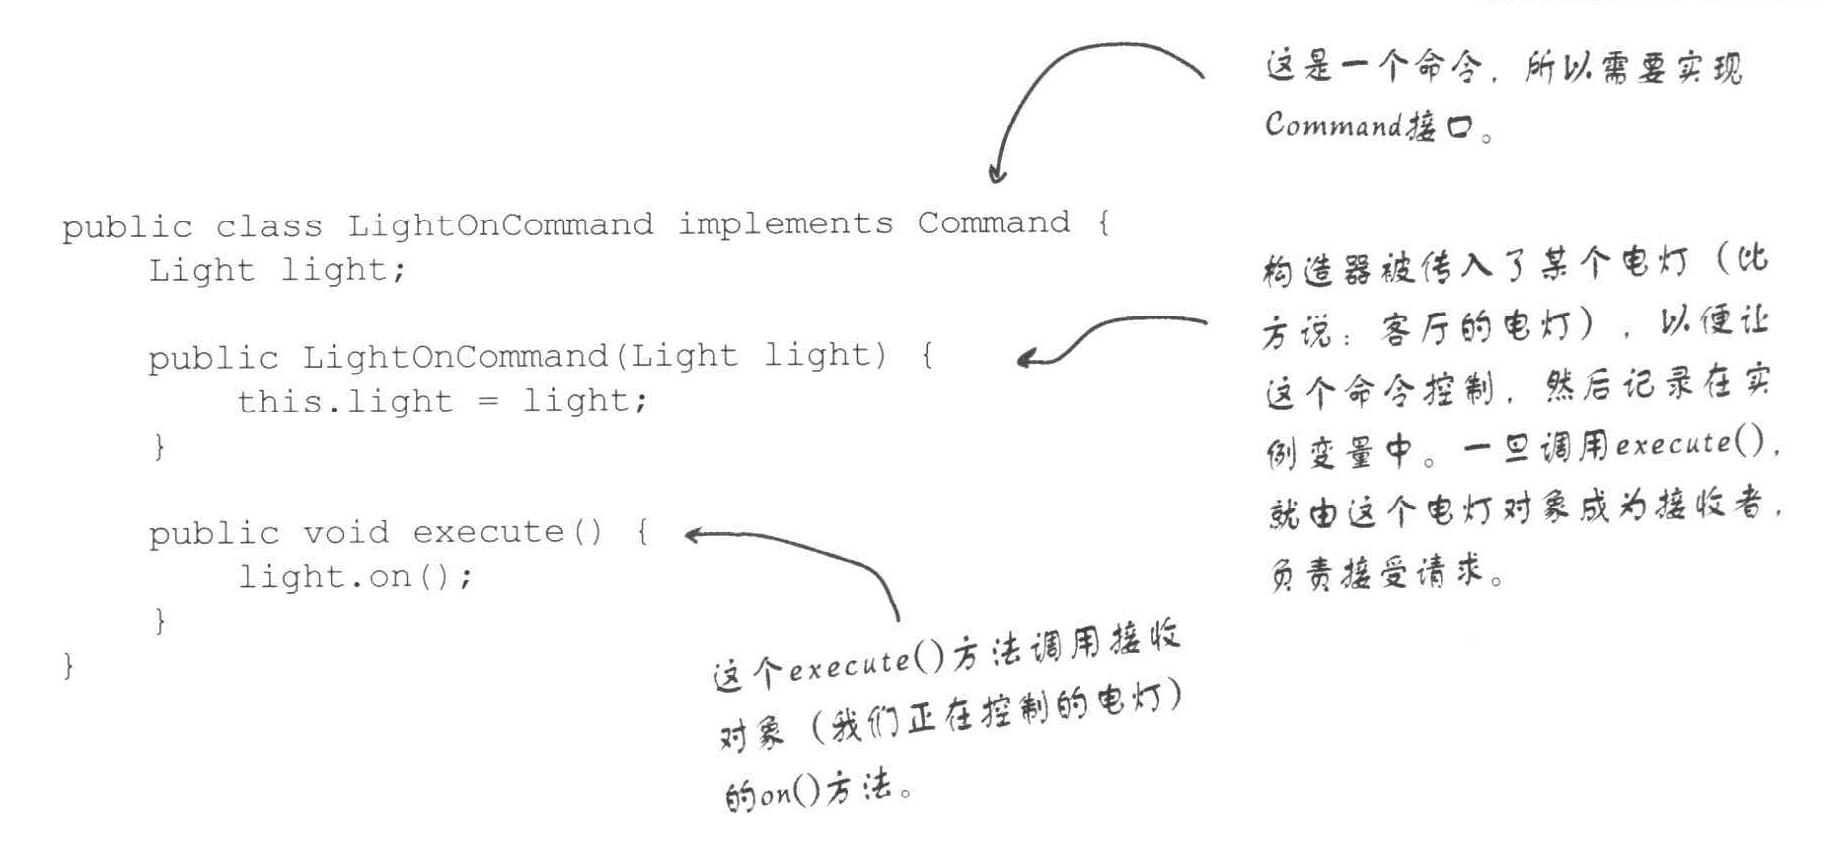 这是一个命令，所以需要实现
Command接口。
public class LightOnCommand implements Command {
Light light;
public LightOnCommand(Light light) {
this.light = light;
}
public void execute() {
light.on();
}
}
构造器被传入了某个电灯（比
方说：客厅的电灯），以便让
这个命令控制，然后记录在实
例变量中。一旦调用execute()，
就由这个电灯对象成为接收者，
负责接受请求。
这个execute()方法调用接收
对象（我们正在控制的电灯）
的on()方法。